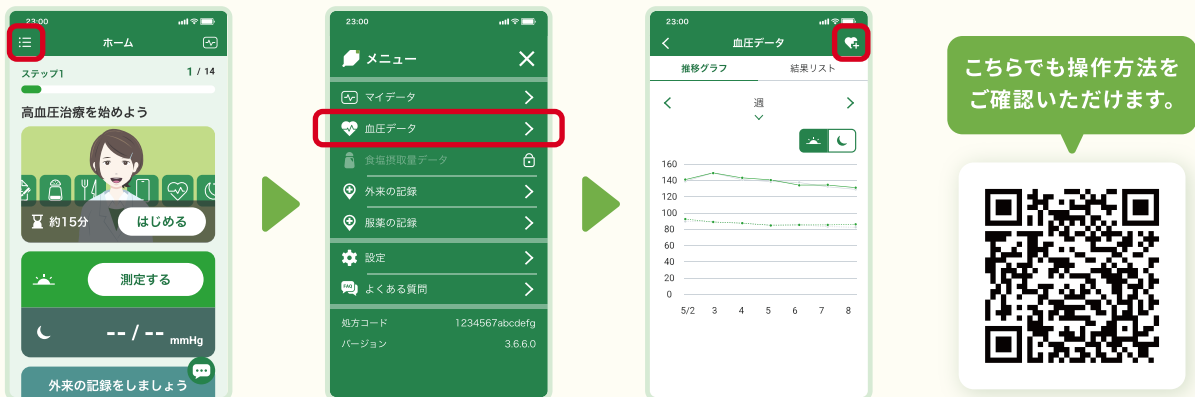 23:00
ホーム
ステップ1
1 / 14
高血圧治療を始めよう
約15分
はじめる
測定する
-- / -- mmHg
外来の記録をしましょう
23:00
メニュー
マイデータ
血圧データ
食塩摂取量データ
外来の記録
服薬の記録
設定
FAQ
よくある質問
処方コード 1234567abcdefg
バージョン 3.6.6.0
23:00
血圧データ
推移グラフ 結果リスト
週
160
140
120
100
80
60
40
20
0
5/2 3 4 5 6 7 8
こちらでも操作方法を
ご確認いただけます。